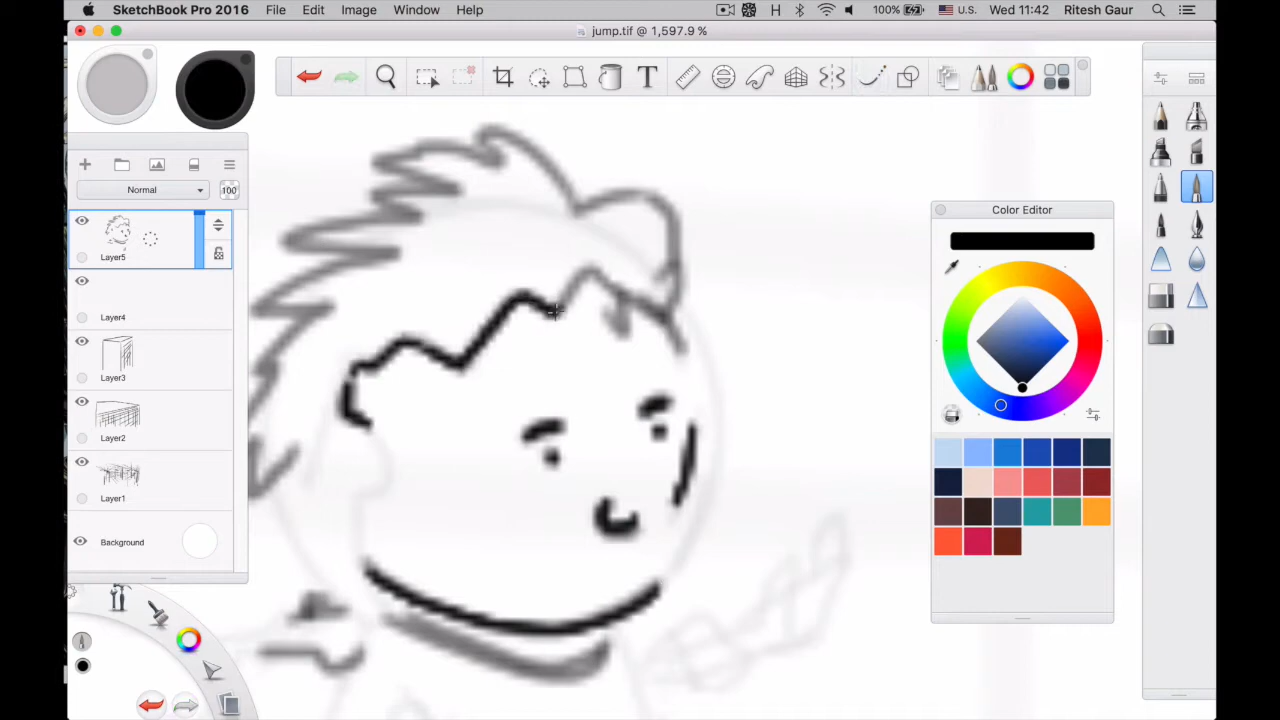 SketchBook Pro 2016 File Edit Image Window Help
H 100% U.S. Wed 11:42 Ritesh Gaur
jump.tif @ 1,597.9 %
T
Normal 100
Layer5
Layer4
Layer3
Layer2
Layer1
Background
Color Editor